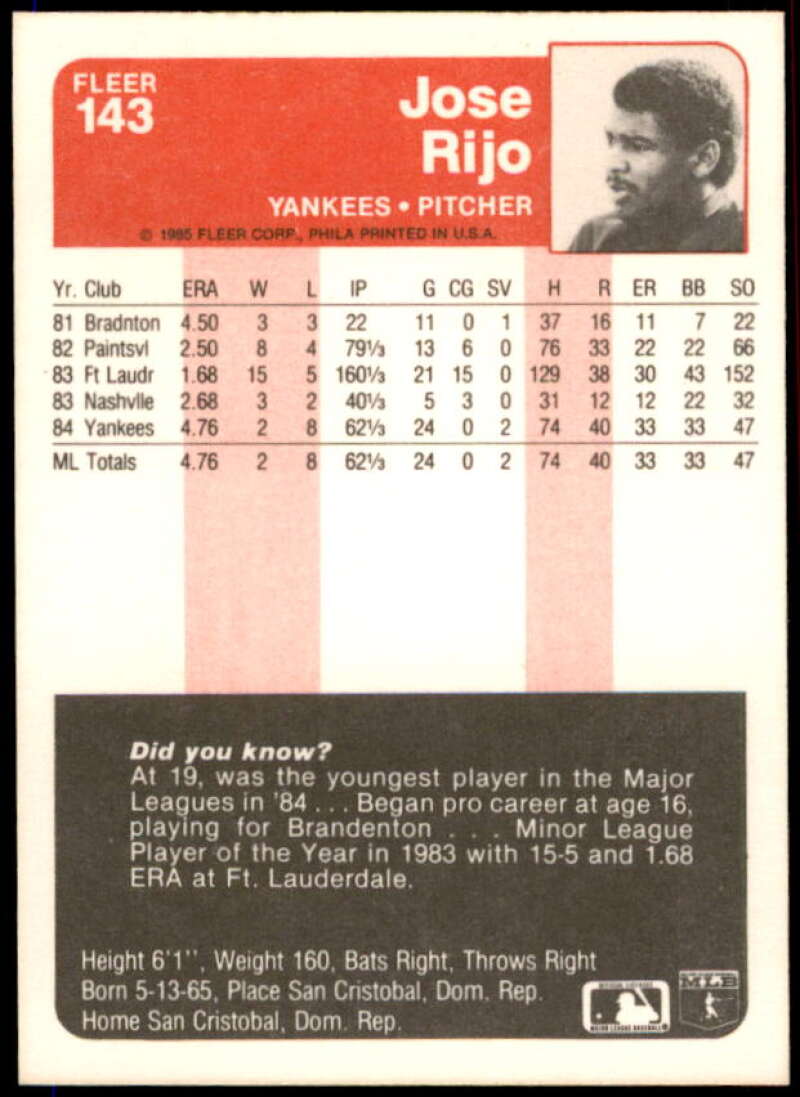 FLEER
143
Jose
Rijo
YANKEES • PITCHER
© 1985 FLEER CORP., PHILA PRINTED IN U.S.A.
Yr. Club ERA W L IP G CG SV H R ER BB SO
81 Bradnton 4.50 3 3 22 11 0 1 37 16 11 7 22
82 Paintsvl 2.50 8 4 79⅓ 13 6 0 76 33 22 22 66
83 Ft Laudr 1.68 15 5 160⅓ 21 15 0 129 38 30 43 152
83 Nashvlle 2.68 3 2 40⅓ 5 3 0 31 12 12 22 32
84 Yankees 4.76 2 8 62⅓ 24 0 2 74 40 33 33 47
ML Totals 4.76 2 8 62⅓ 24 0 2 74 40 33 33 47
Did you know?
At 19, was the youngest player in the Major
Leagues in '84 . . . Began pro career at age 16,
playing for Brandenton . . . Minor League
Player of the Year in 1983 with 15-5 and 1.68
ERA at Ft. Lauderdale.
Height 6'1'', Weight 160, Bats Right, Throws Right
Born 5-13-65, Place San Cristobal, Dom. Rep.
Home San Cristobal, Dom. Rep.
MAJOR LEAGUE BASEBALL
MLB